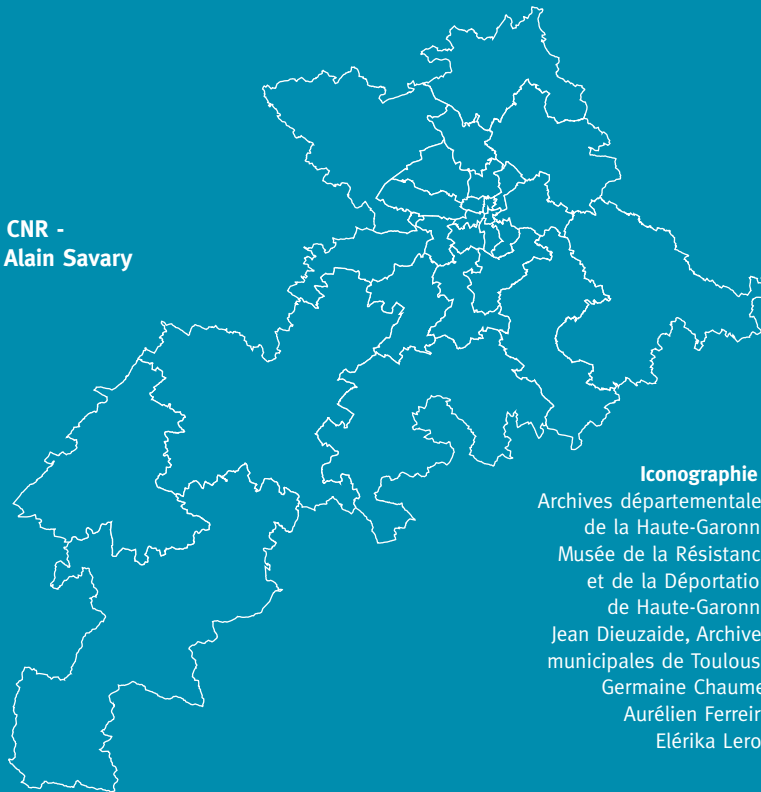 CNR -
Alain Savary
Iconographie
Archives départementale
de la Haute-Garonn
Musée de la Résistanc
et de la Déportatio
de Haute-Garonn
Jean Dieuzaide, Archive
municipales de Toulous
Germaine Chaume
Aurélien Ferreir
Elérika Lero